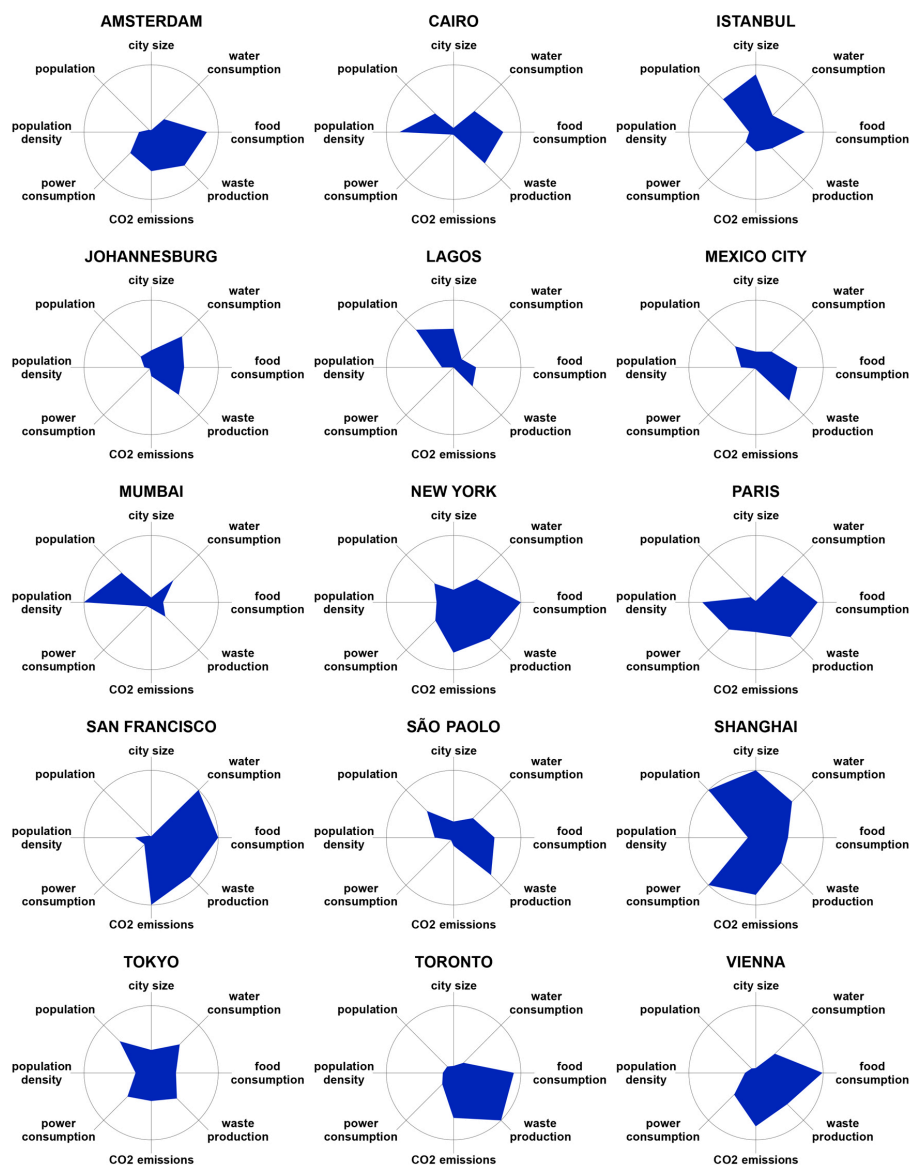 AMSTERDAM
city size
water
consumption
population
population
density
food
consumption
power
consumption
waste
production
CO2 emissions
CAIRO
city size
water
consumption
population
population
density
food
consumption
power
consumption
waste
production
CO2 emissions
ISTANBUL
city size
water
consumption
population
population
density
food
consumption
power
consumption
waste
production
CO2 emissions
JOHANNESBURG
city size
water
consumption
population
population
density
food
consumption
power
consumption
waste
production
CO2 emissions
LAGOS
city size
water
consumption
population
population
density
food
consumption
power
consumption
waste
production
CO2 emissions
MEXICO CITY
city size
water
consumption
population
population
density
food
consumption
power
consumption
waste
production
CO2 emissions
MUMBAI
city size
water
consumption
population
population
density
food
consumption
power
consumption
waste
production
CO2 emissions
NEW YORK
city size
water
consumption
population
population
density
food
consumption
power
consumption
waste
production
CO2 emissions
PARIS
city size
water
consumption
population
population
density
food
consumption
power
consumption
waste
production
CO2 emissions
SAN FRANCISCO
city size
water
consumption
population
population
density
food
consumption
power
consumption
waste
production
CO2 emissions
SÃO PAOLO
city size
water
consumption
population
population
density
food
consumption
power
consumption
waste
production
CO2 emissions
SHANGHAI
city size
water
consumption
population
population
density
food
consumption
power
consumption
waste
production
CO2 emissions
TOKYO
city size
water
consumption
population
population
density
food
consumption
power
consumption
waste
production
CO2 emissions
TORONTO
city size
water
consumption
population
population
density
food
consumption
power
consumption
waste
production
CO2 emissions
VIENNA
city size
water
consumption
population
population
density
food
consumption
power
consumption
waste
production
CO2 emissions